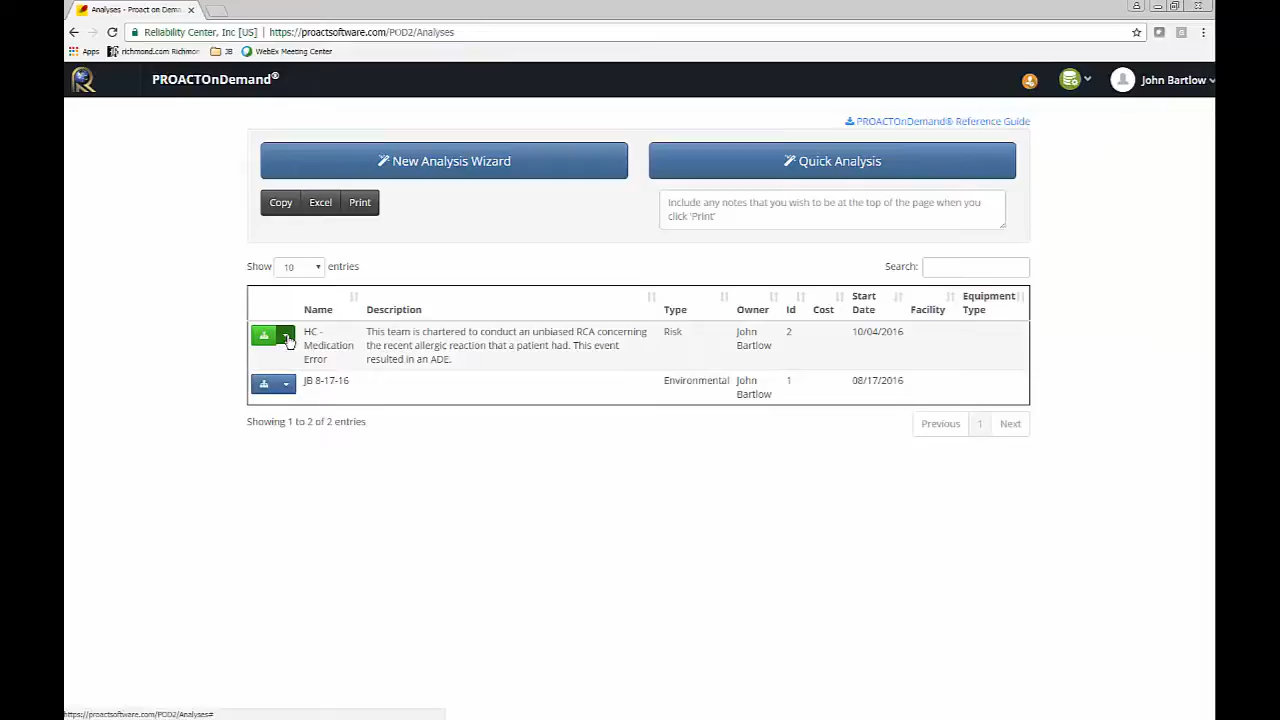 Analyses - Proact on Dema
Reliability Center, Inc [US] https://proactsoftware.com/POD2/Analyses
Apps richmond.com Richmon JB WebEx Meeting Center
PROACTOnDemand® John Bartlow
PROACTOnDemand® Reference Guide
New Analysis Wizard Quick Analysis
Copy Excel Print
Include any notes that you wish to be at the top of the page when you
click 'Print'
Show 10 entries Search:
Name Description Type Owner Id Cost Start Date Facility Equipment Type
HC - This team is chartered to conduct an unbiased RCA concerning Risk John 2 10/04/2016
Medication the recent allergic reaction that a patient had. This event Bartlow
Error resulted in an ADE.
JB 8-17-16 Environmental John 1 08/17/2016
Bartlow
Showing 1 to 2 of 2 entries
Previous 1 Next
https://proactsoftware.com/POD2/Analyses#